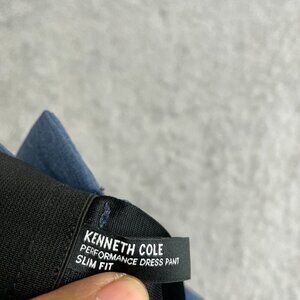 KENNETH COLE
PERFORMANCE DRESS PANT
SLIM FIT